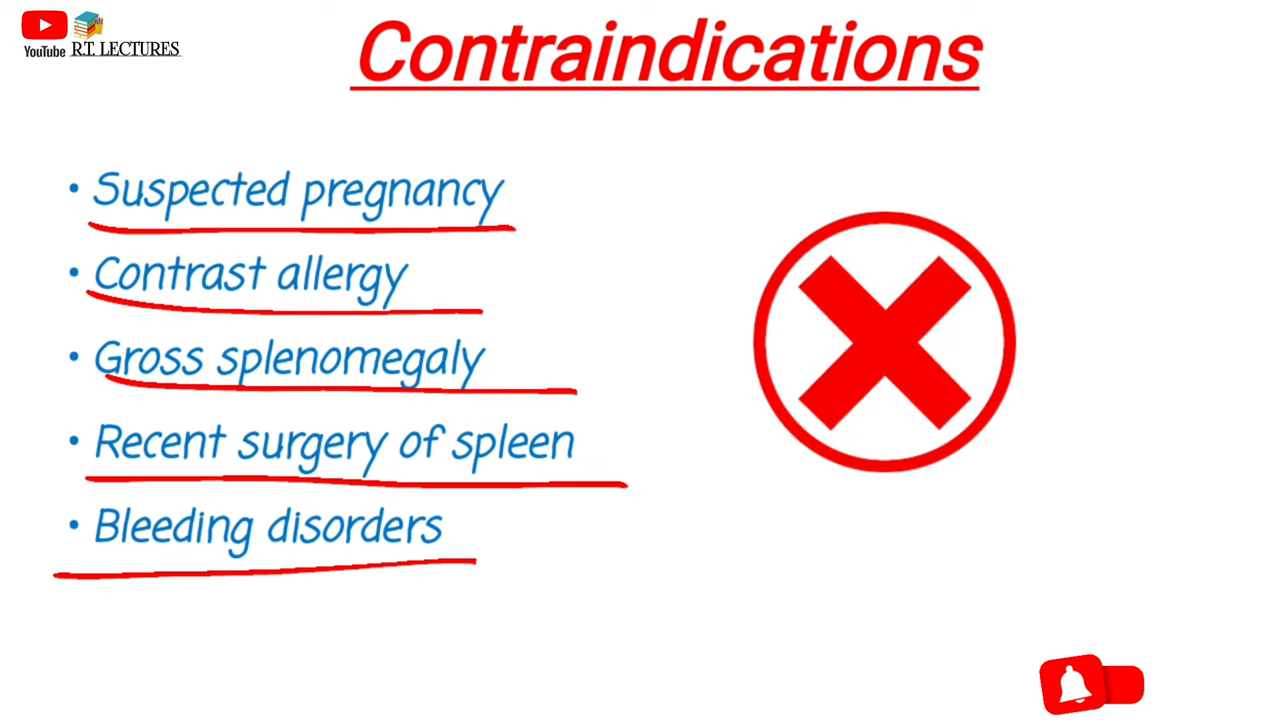 YouTube R.T. LECTURES
Contraindications
• Suspected pregnancy
• Contrast allergy
• Gross splenomegaly
• Recent surgery of spleen
• Bleeding disorders